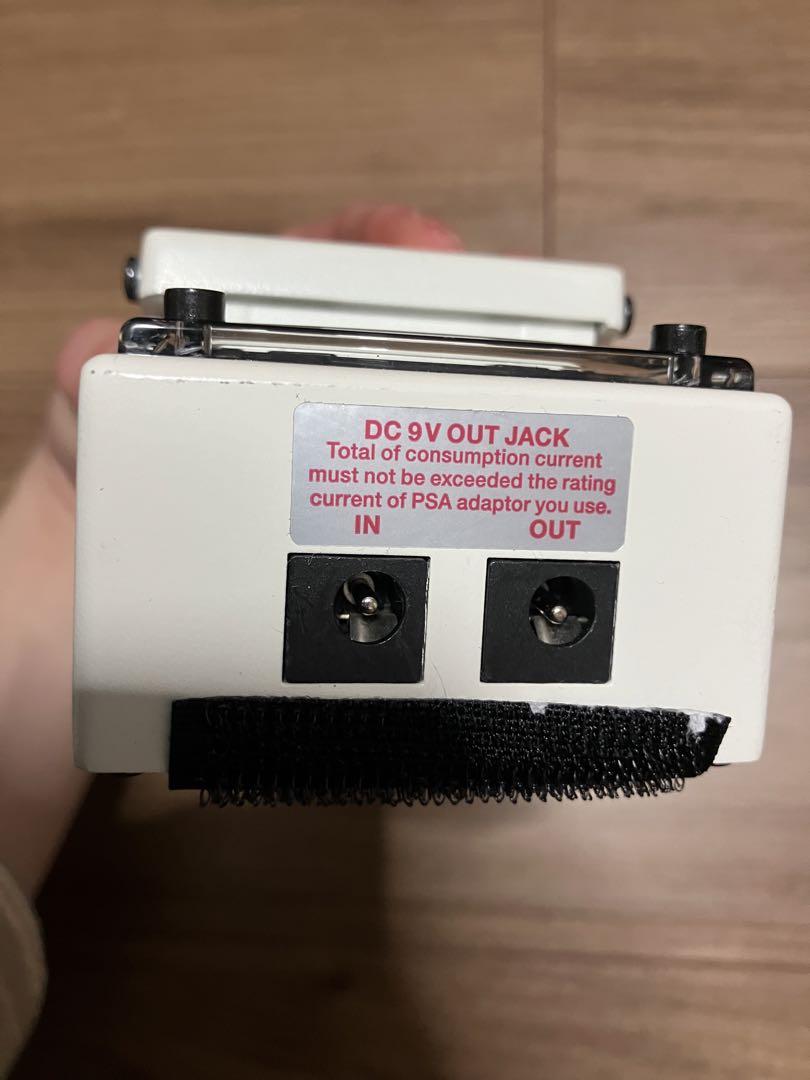 DC 9V OUT JACK
Total of consumption current
must not be exceeded the rating
current of PSA adaptor you use.
IN OUT